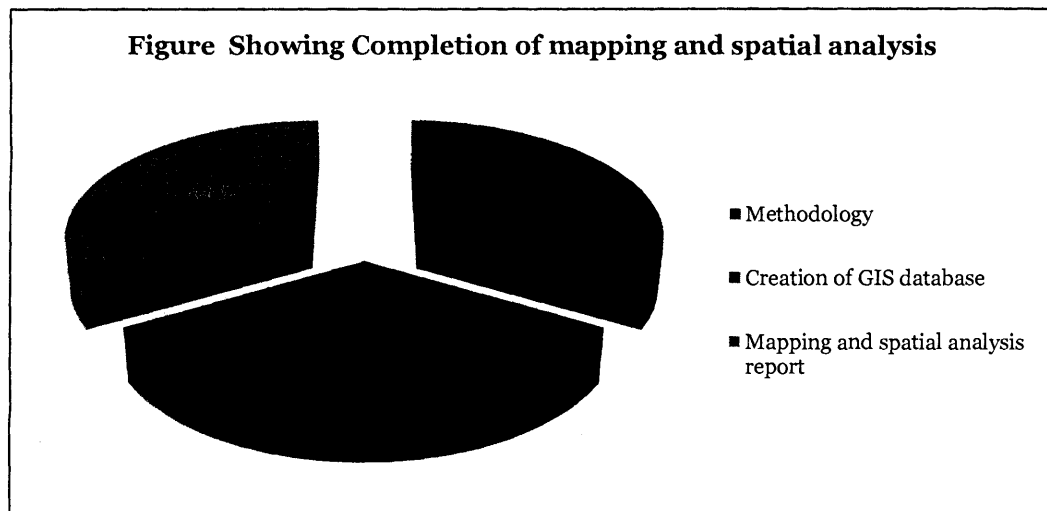 Figure Showing Completion of mapping and spatial analysis
Methodology
Creation of GIS database
Mapping and spatial analysis
report